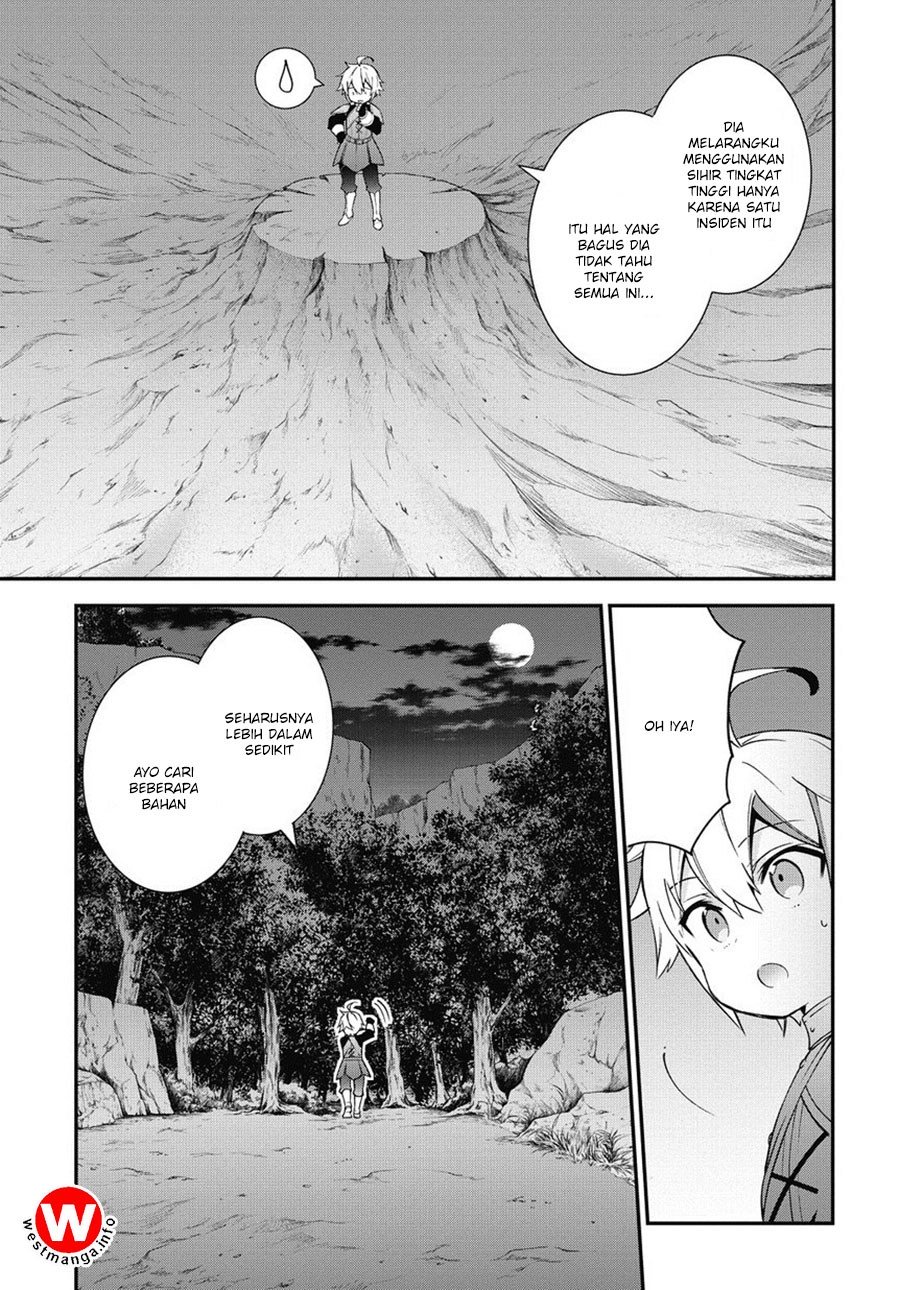 DIA
MELARANGKU
MENGGUNAKAN
SIHIR TINGKAT
TINGGI HANYA
KARENA SATU
INSIDEN ITU
ITU HAL YANG
BAGUS DIA
TIDAK TAHU
TENTANG
SEMUA INI...
OH IYA!
SEHARUSNYA
LEBIH DALAM
SEDIKIT
AYO CARI
BEBERAPA
BAHAN
W
westmanga.info